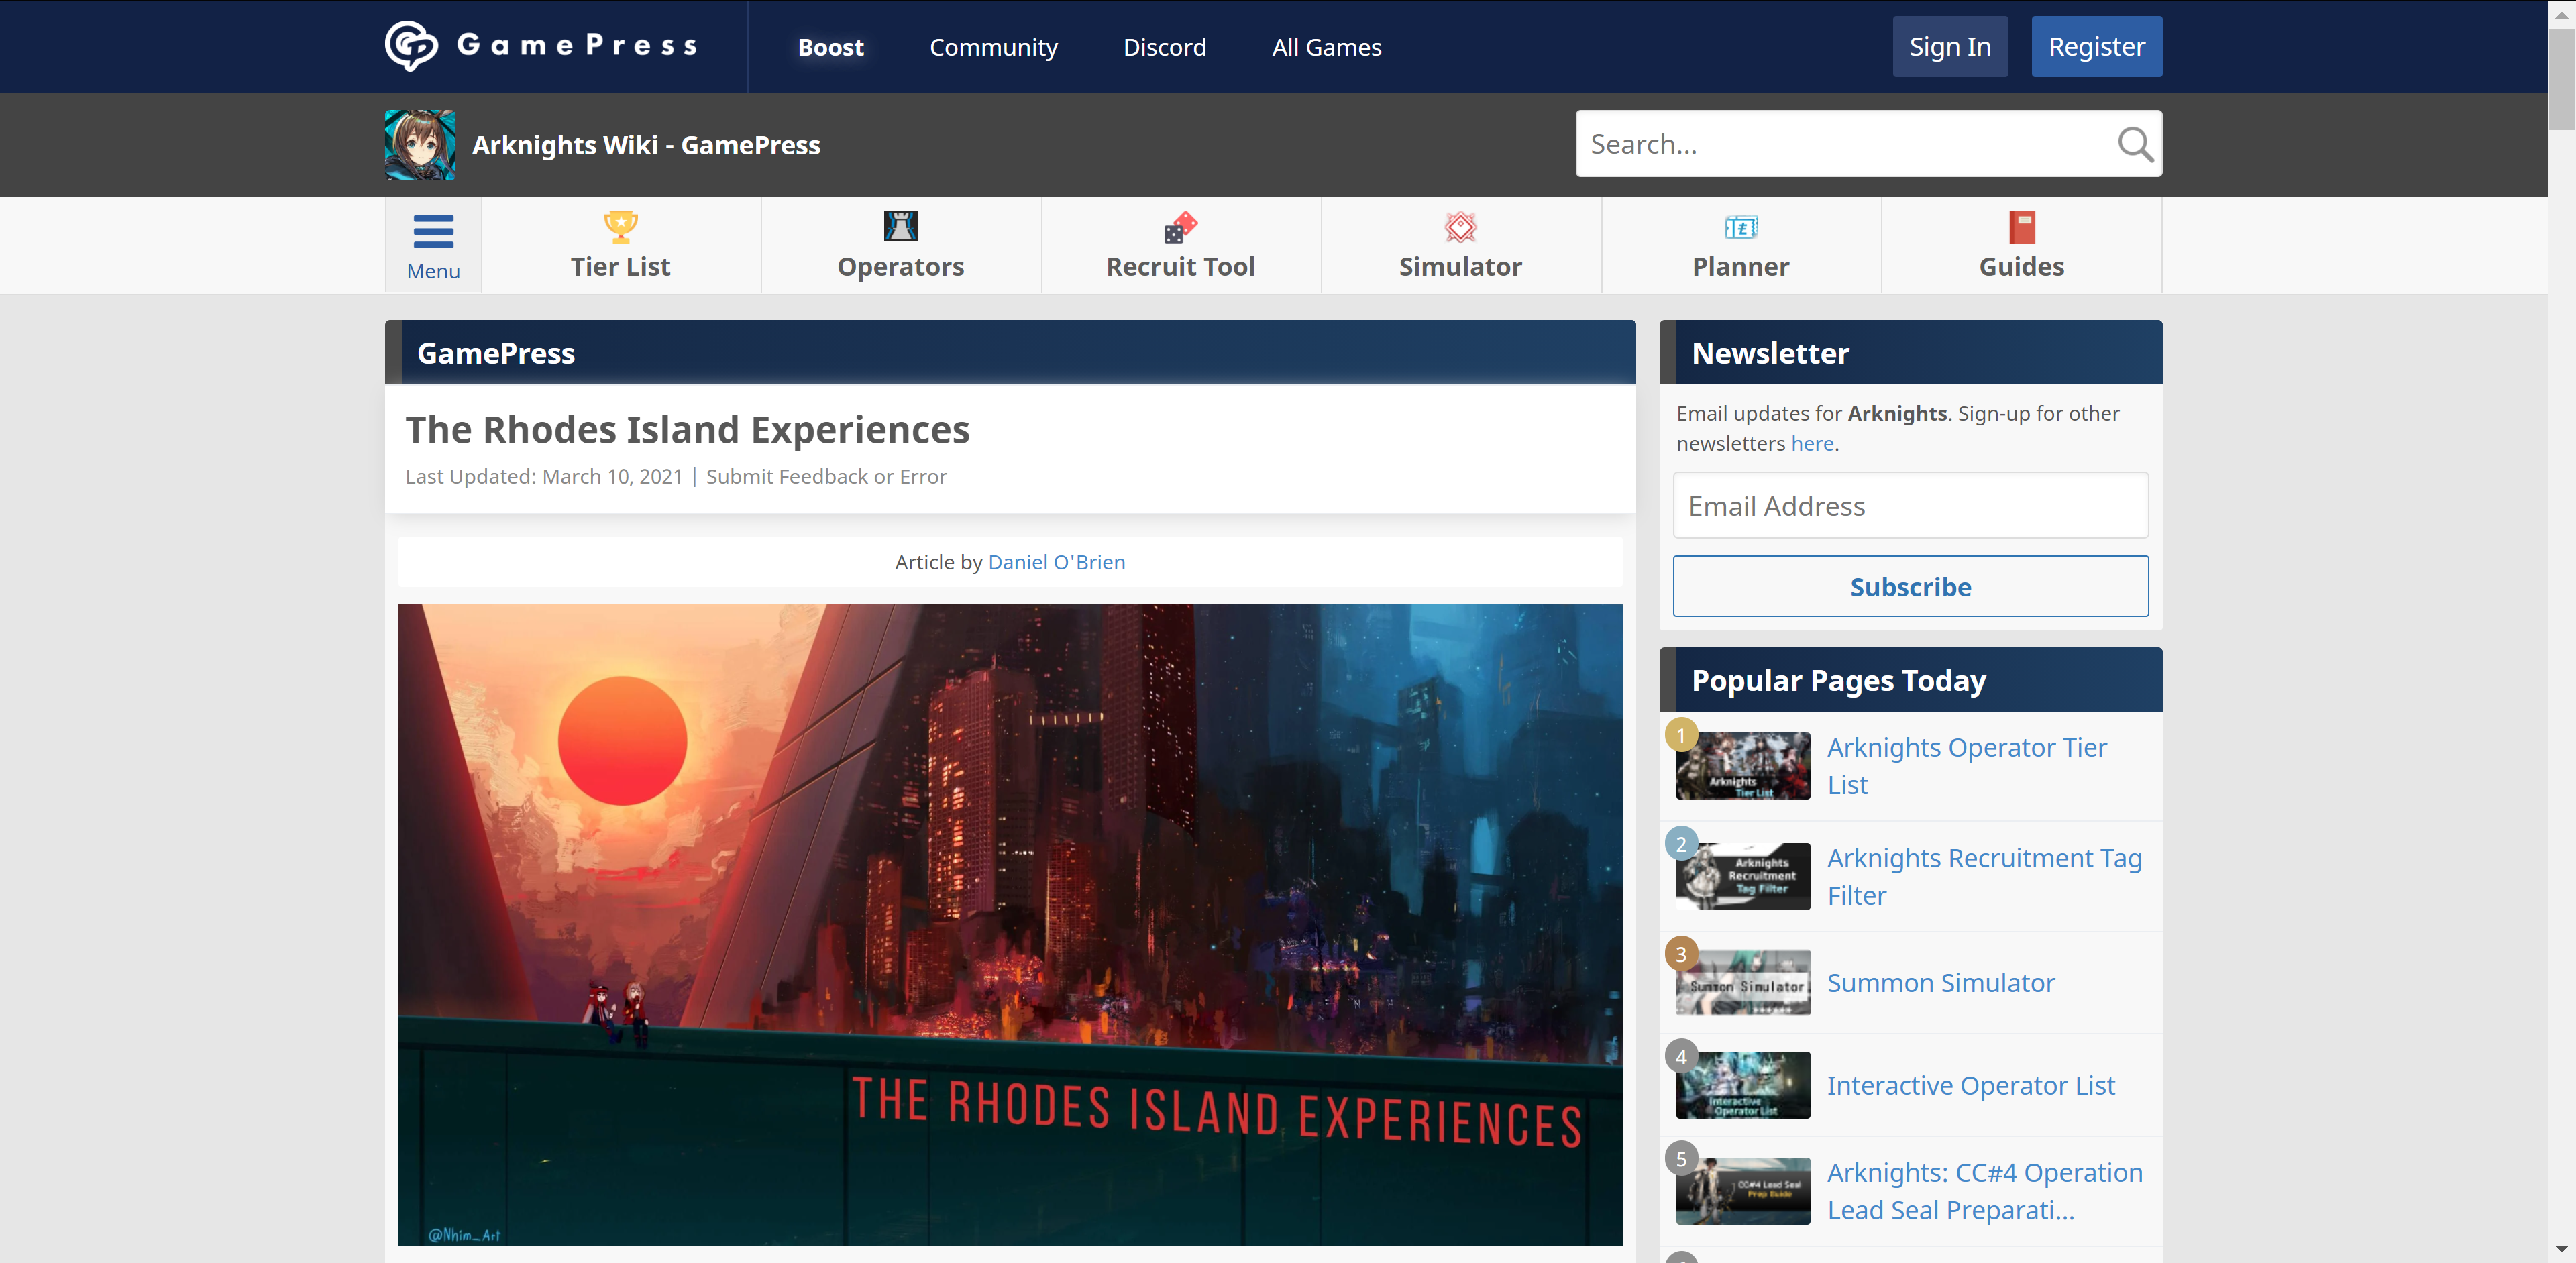 GamePress
Boost
Community
Discord
All Games
Sign In
Register
Arknights Wiki - GamePress
Search...
Menu
Tier List
Operators
Recruit Tool
Simulator
Planner
Guides
GamePress
The Rhodes Island Experiences
Last Updated: March 10, 2021 | Submit Feedback or Error
Article by Daniel O'Brien
THE RHODES ISLAND EXPERIENCES
@Nhim_Art
Newsletter
Email updates for Arknights. Sign-up for other
newsletters here.
Email Address
Subscribe
Popular Pages Today
1
Arknights
Tier List
Arknights Operator Tier
List
2
Arknights
Recruitment
Tag Filter
Arknights Recruitment Tag
Filter
3
Summon Simulator
Summon Simulator
4
Interactive
Operator List
Interactive Operator List
5
CC#4 Lead Seal
Prep Guide
Arknights: CC#4 Operation
Lead Seal Preparati...